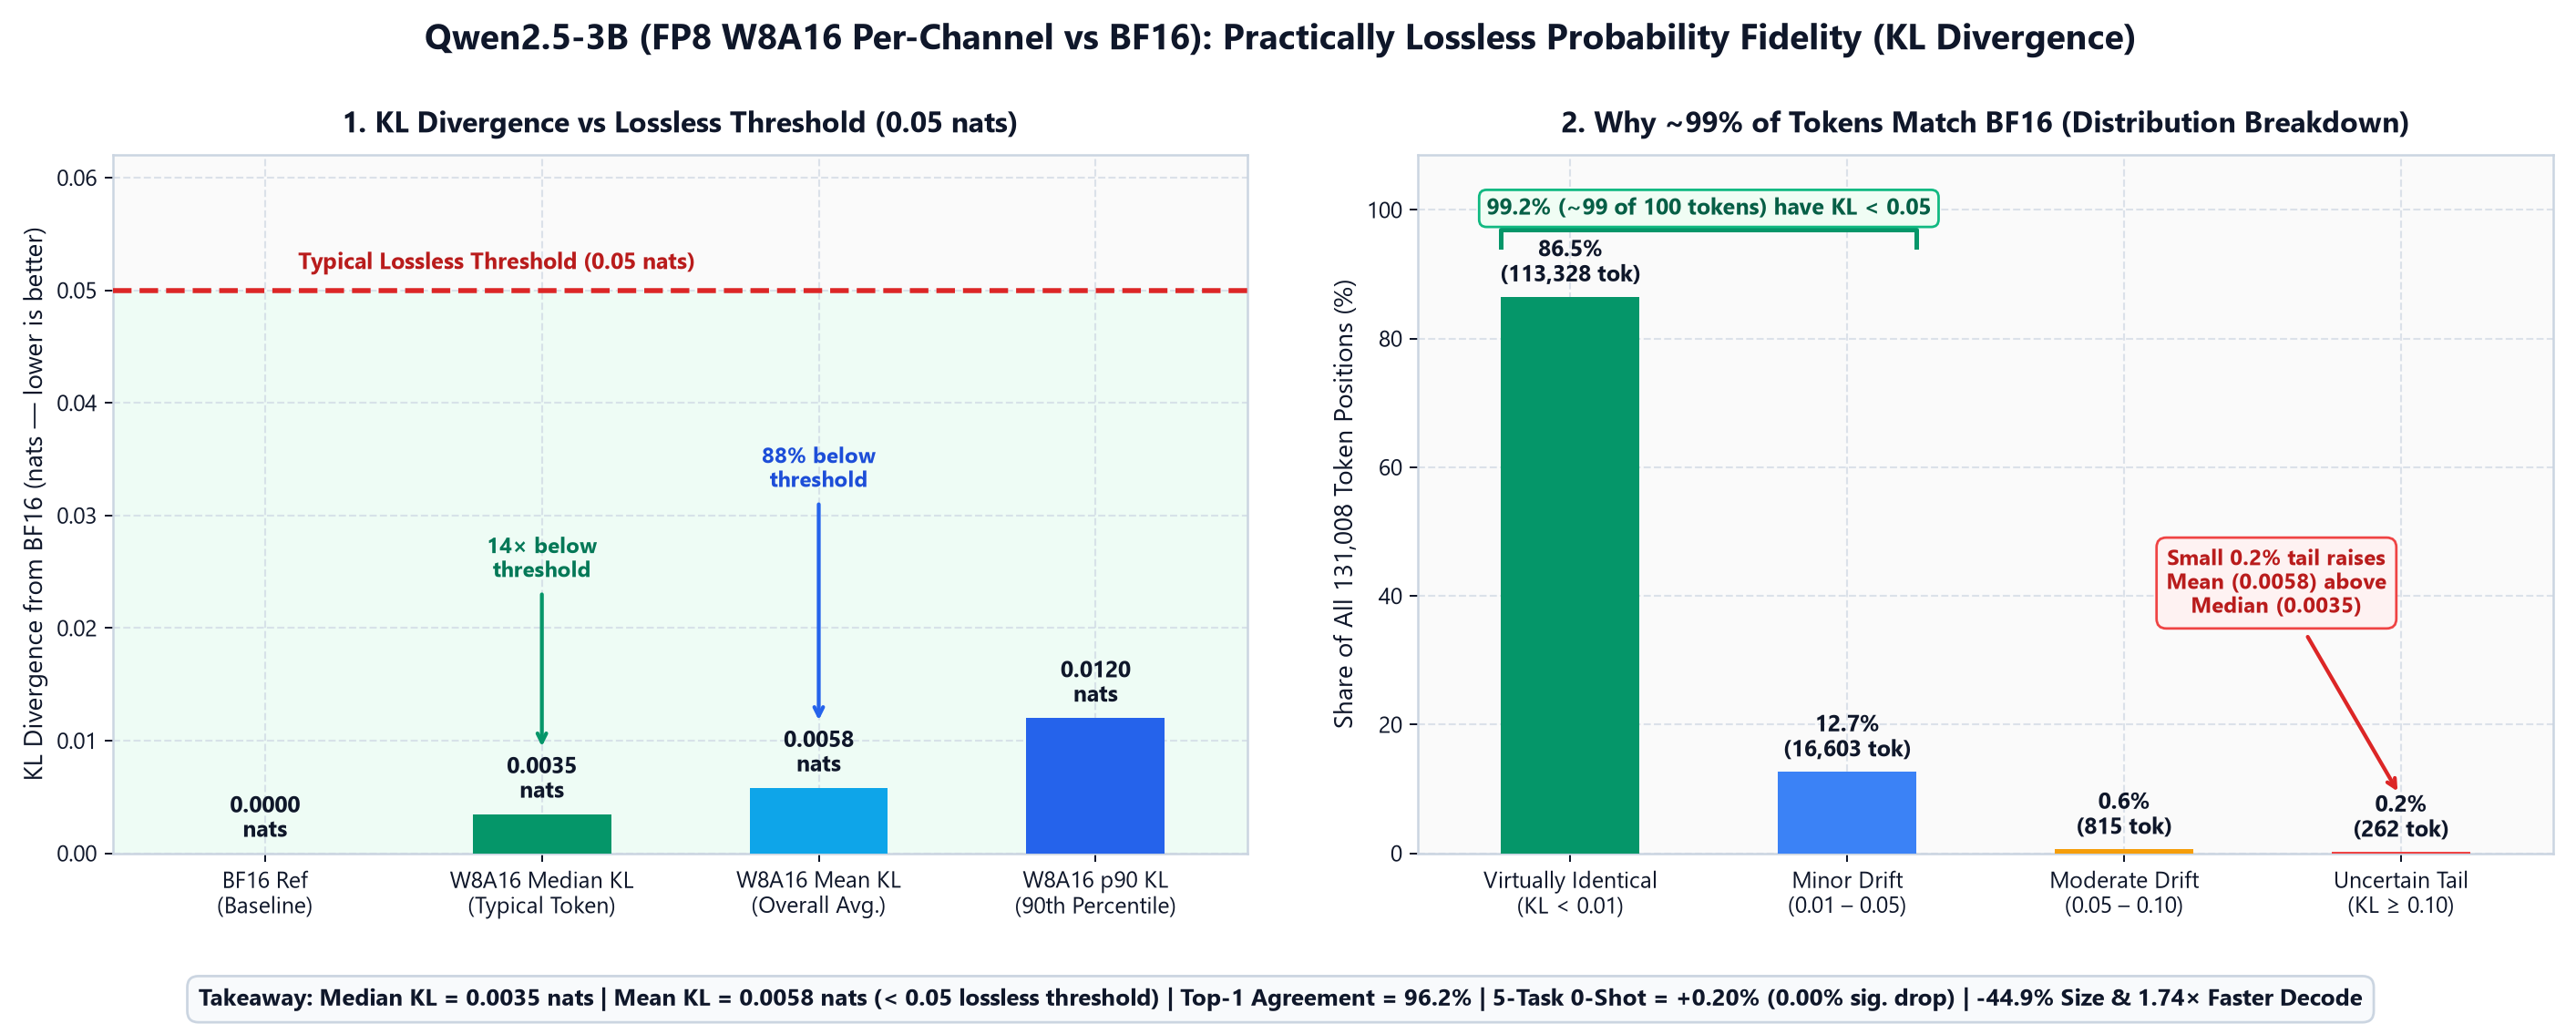 Qwen2.5-3B (FP8 W8A16 Per-Channel vs BF16): Practically Lossless Probability Fidelity (KL Divergence)
1. KL Divergence vs Lossless Threshold (0.05 nats)
KL Divergence from BF16 (nats — lower is better)
0.06
0.05
0.04
0.03
0.02
0.01
0.00
Typical Lossless Threshold (0.05 nats)
88% below
threshold
14× below
threshold
0.0000
nats
0.0035
nats
0.0058
nats
0.0120
nats
BF16 Ref
(Baseline)
W8A16 Median KL
(Typical Token)
W8A16 Mean KL
(Overall Avg.)
W8A16 p90 KL
(90th Percentile)
2. Why ~99% of Tokens Match BF16 (Distribution Breakdown)
Share of All 131,008 Token Positions (%)
100
80
60
40
20
0
99.2% (~99 of 100 tokens) have KL < 0.05
86.5%
(113,328 tok)
12.7%
(16,603 tok)
0.6%
(815 tok)
0.2%
(262 tok)
Small 0.2% tail raises
Mean (0.0058) above
Median (0.0035)
Virtually Identical
(KL < 0.01)
Minor Drift
(0.01 – 0.05)
Moderate Drift
(0.05 – 0.10)
Uncertain Tail
(KL ≥ 0.10)
Takeaway: Median KL = 0.0035 nats | Mean KL = 0.0058 nats (< 0.05 lossless threshold) | Top-1 Agreement = 96.2% | 5-Task 0-Shot = +0.20% (0.00% sig. drop) | -44.9% Size & 1.74× Faster Decode